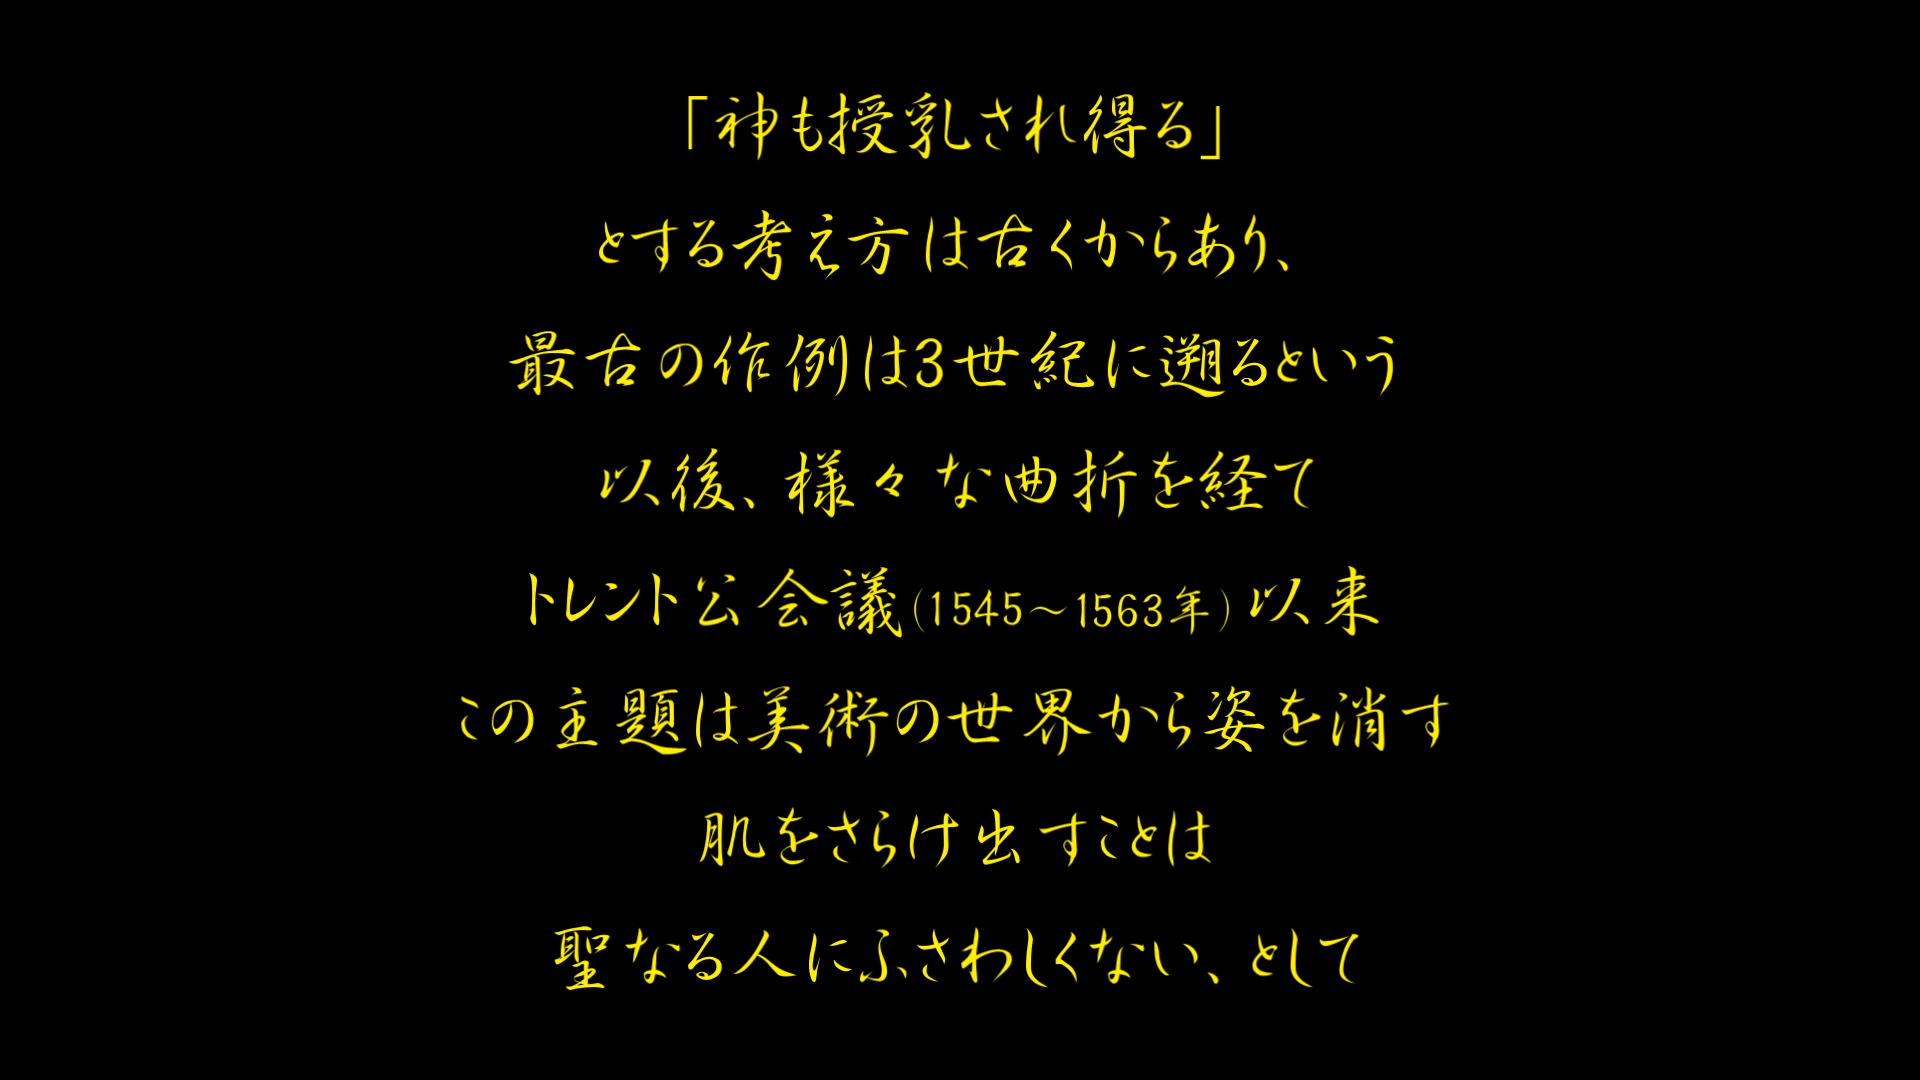 「神も授乳され得る」
とする考え方は古くからあり、
最古の作例は3世紀に遡るという
以後、様々な曲折を経て
トレント公会議(1545～1563年)以来
この主題は美術の世界から姿を消す
肌をさらけ出すことは
聖なる人にふさわしくない、として